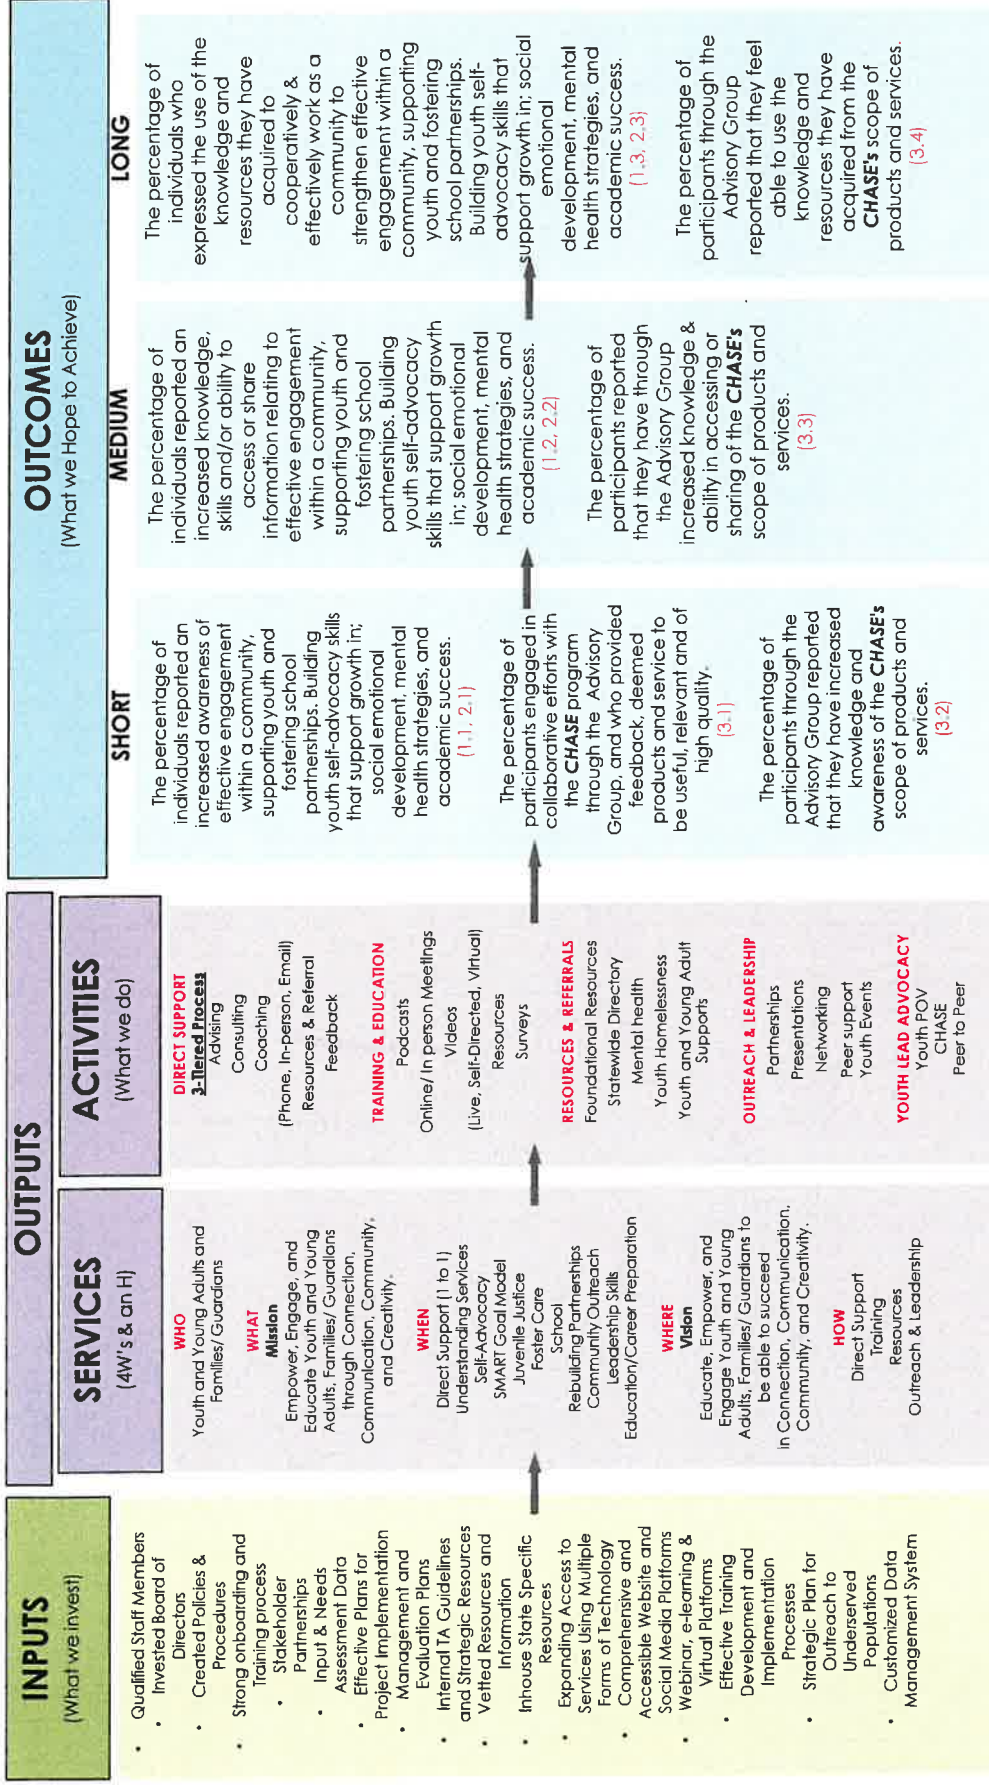 INPUTS
(What we invest)
• Qualified Staff Members
• Invested Board of
Directors
• Created Policies &
Procedures
• Strong onboarding and
Training process
• Stakeholder
Partnerships
• Input & Needs
Assessment Data
• Effective Plans for
Project Implementation
• Management and
Evaluation Plans
• Internal TA Guidelines
and Strategic Resources
• Vetted Resources and
Information
• Inhouse State Specific
Resources
• Expanding Access to
Services Using Multiple
Forms of Technology
• Comprehensive and
Accessible Website and
Social Media Platforms
• Webinar, e-learning &
Virtual Platforms
• Effective Training
Development and
Implementation
Processes
• Strategic Plan for
Outreach to
Underserved
Populations
• Customized Data
Management System
OUTPUTS
SERVICES
(4W's & an H)
WHO
Youth and Young Adults and
Families/ Guardians
WHAT
Mission
Empower, Engage, and
Educate Youth and Young
Adults, Families/ Guardians
through Connection,
Communication, Community,
and Creativity.
WHEN
Direct Support (1 to 1)
Understanding Services
Self-Advocacy
SMART Goal Model
Juvenile Justice
Foster Care
School
Rebuilding Partnerships
Community Outreach
Leadership Skills
Education/Career Preparation
WHERE
Vision
Educate, Empower, and
Engage Youth and Young
Adults, Families/ Guardians to
be able to succeed
in Connection, Communication,
Community, and Creativity.
HOW
Direct Support
Training
Resources
Outreach & Leadership
ACTIVITIES
(What we do)
DIRECT SUPPORT
3-Tiered Process
Advising
Consulting
Coaching
(Phone, In-person, Email)
Resources & Referral
Feedback
TRAINING & EDUCATION
Podcasts
Online/ In person Meetings
Videos
(Live, Self-Directed, Virtual)
Resources
Surveys
RESOURCES & REFERRALS
Foundational Resources
Statewide Directory
Mental health
Youth Homelessness
Youth and Young Adult
Supports
OUTREACH & LEADERSHIP
Partnerships
Presentations
Networking
Peer support
Youth Events
YOUTH LEAD ADVOCACY
Youth POV
CHASE
Peer to Peer
OUTCOMES
(What we Hope to Achieve)
SHORT
The percentage of
individuals reported an
increased awareness of
effective engagement
within a community,
supporting youth and
fostering school
partnerships. Building
youth self-advocacy skills
that support growth in;
social emotional
development, mental
health strategies, and
academic success.
(1.1, 2.1)
The percentage of
participants engaged in
collaborative efforts with
the CHASE program
through the Advisory
Group, and who provided
feedback, deemed
products and service to
be useful, relevant and of
high quality.
(3.1)
The percentage of
participants through the
Advisory Group reported
that they have increased
knowledge and
awareness of the CHASE's
scope of products and
services.
(3.2)
MEDIUM
The percentage of
individuals reported an
increased knowledge,
skills and/or ability to
access or share
information relating to
effective engagement
within a community,
supporting youth and
fostering school
partnerships. Building
youth self-advocacy
skills that support growth
in; social emotional
development, mental
health strategies, and
academic success.
(1.2, 2.2)
The percentage of
participants reported
that they have through
the Advisory Group
increased knowledge &
ability in accessing or
sharing of the CHASE's
scope of products and
services.
(3.3)
LONG
The percentage of
individuals who
expressed the use of the
knowledge and
resources they have
acquired to
cooperatively &
effectively work as a
community to
strengthen effective
engagement within a
community, supporting
youth and fostering
school partnerships.
Building youth self-
advocacy skills that
support growth in; social
emotional
development, mental
health strategies, and
academic success.
(1.3, 2.3)
The percentage of
participants through the
Advisory Group
reported that they feel
able to use the
knowledge and
resources they have
acquired from the
CHASE's scope of
products and services.
(3.4)